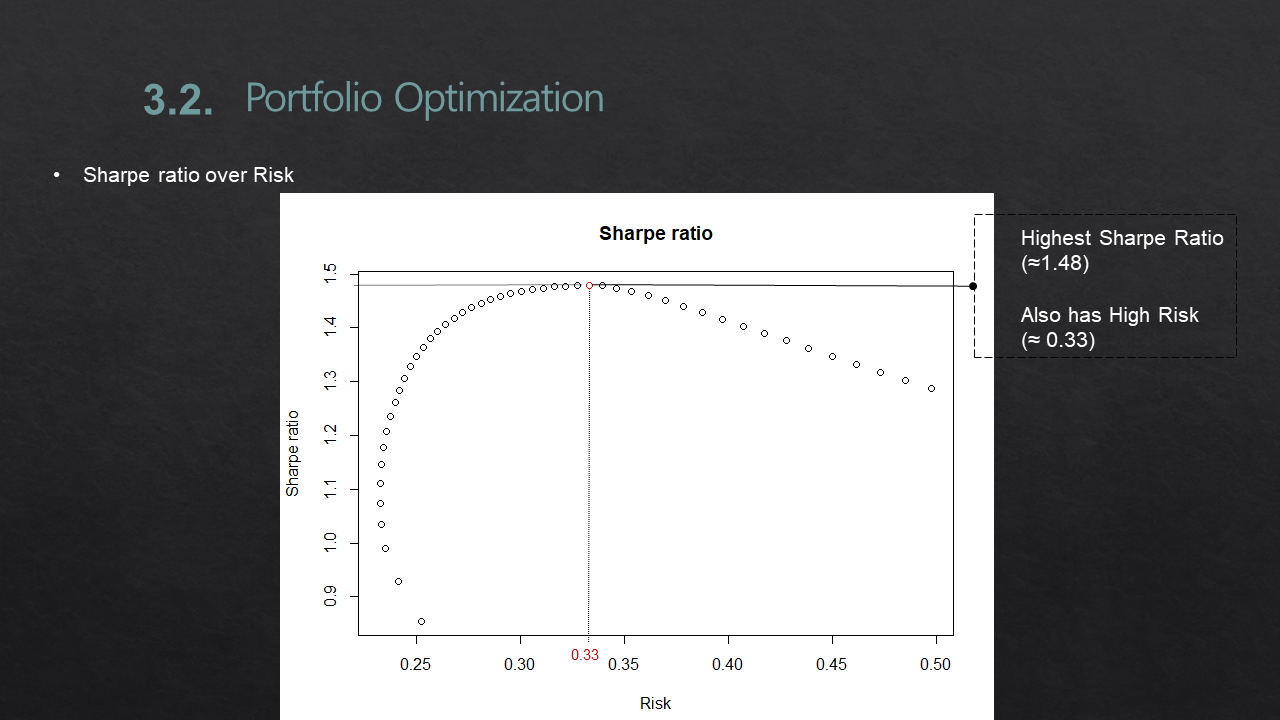 3.2. Portfolio Optimization
• Sharpe ratio over Risk
Sharpe ratio
Highest Sharpe Ratio
(≈1.48)
Also has High Risk
(≈ 0.33)
Sharpe ratio
1.5
1.4
1.3
1.2
1.1
1.0
0.9
0.33
0.25 0.30 0.35 0.40 0.45 0.50
Risk